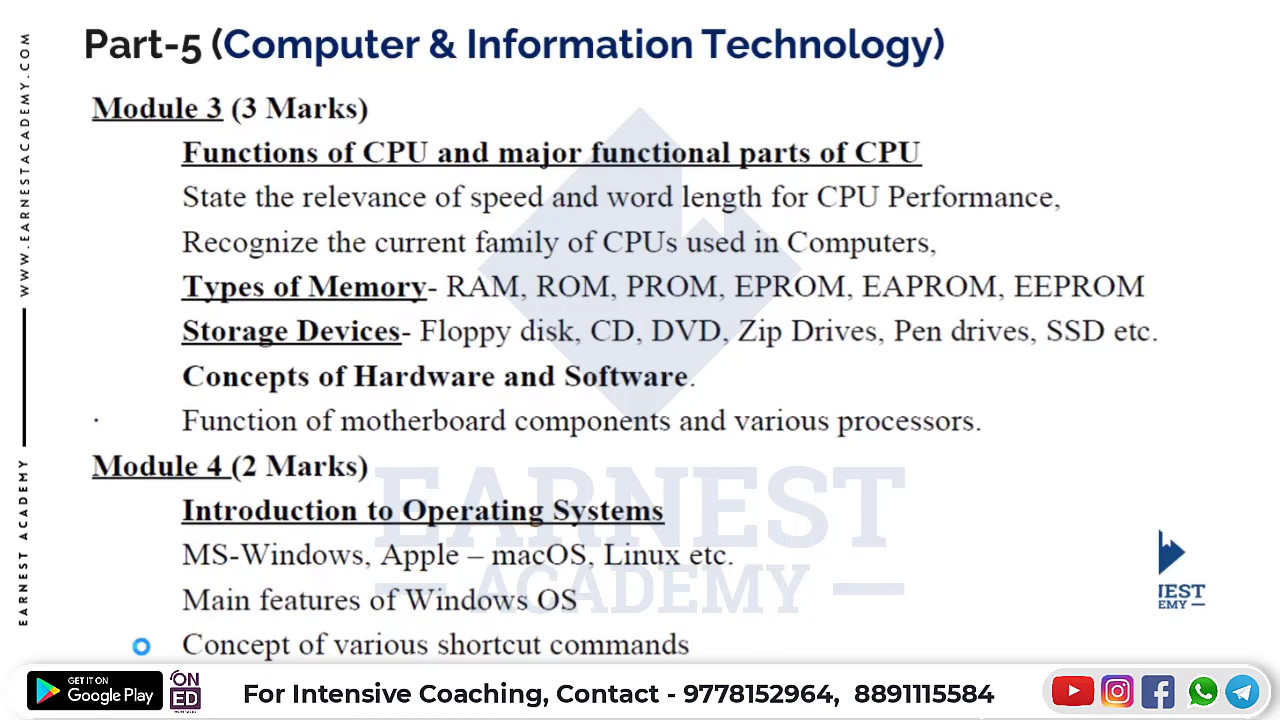 Part-5 (Computer & Information Technology)
WWW.EARNESTACADEMY.COM
EARNEST ACADEMY
Module 3 (3 Marks)
Functions of CPU and major functional parts of CPU
State the relevance of speed and word length for CPU Performance,
Recognize the current family of CPUs used in Computers,
Types of Memory- RAM, ROM, PROM, EPROM, EAPROM, EEPROM
Storage Devices- Floppy disk, CD, DVD, Zip Drives, Pen drives, SSD etc.
Concepts of Hardware and Software.
· Function of motherboard components and various processors.
Module 4 (2 Marks)
Introduction to Operating Systems
MS-Windows, Apple – macOS, Linux etc.
Main features of Windows OS
Concept of various shortcut commands
EARNEST
ACADEMY
NEST
EMY
GET IT ON
Google Play
ON
ED
For Intensive Coaching, Contact - 9778152964, 8891115584